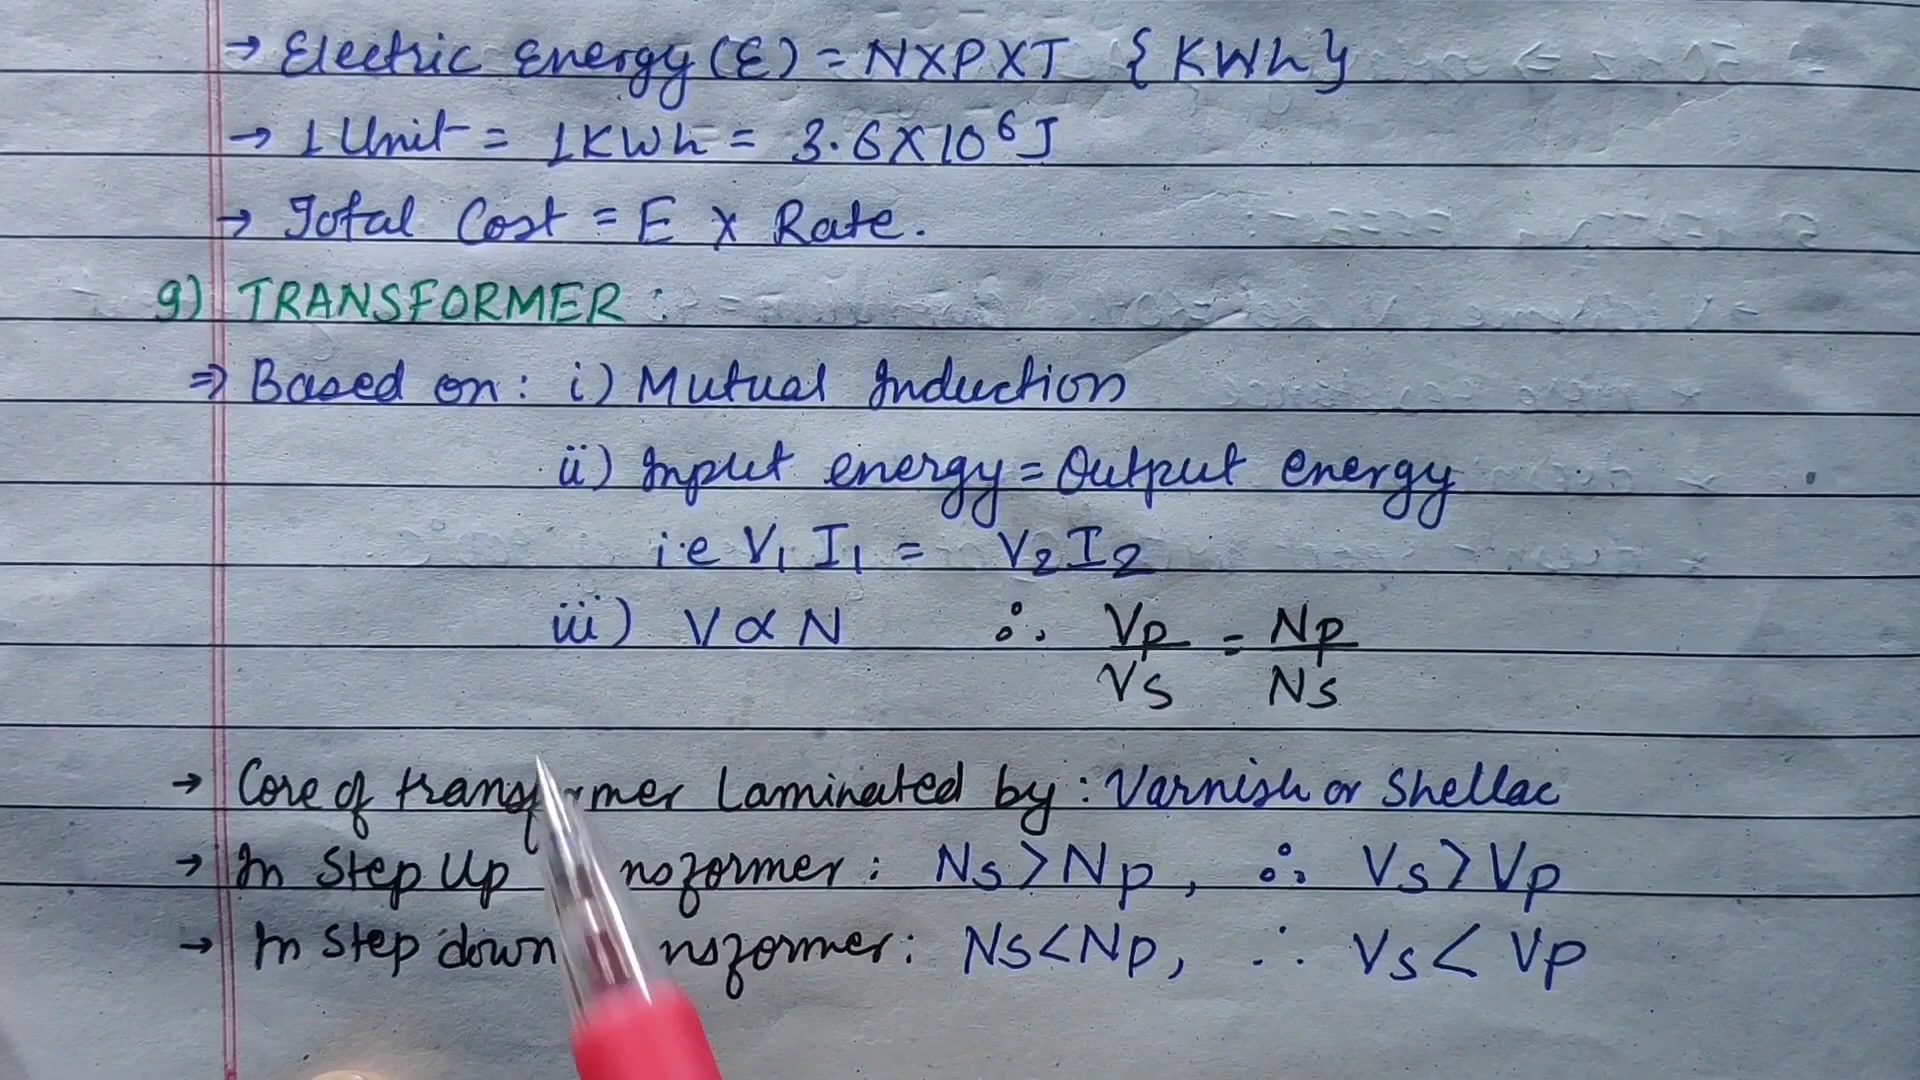 → Electric Energy (E) = N X P X T {KWh}
→ 1 Unit = 1KWh = 3.6X10⁶J
→ Total Cost = E x Rate.
9) TRANSFORMER :
⇒ Based on: i) Mutual Induction
ii) Input energy = Output energy
i.e V₁ I₁ = V₂ I₂
iii) V ∝ N ∴ Vp/Vs = Np/Ns
→ Core of transformer Laminated by: Varnish or Shellac
→ In Step Up nsformer: Ns > Np, ∴ Vs > Vp
→ In Step down nsformer: Ns < Np, ∴ Vs < Vp